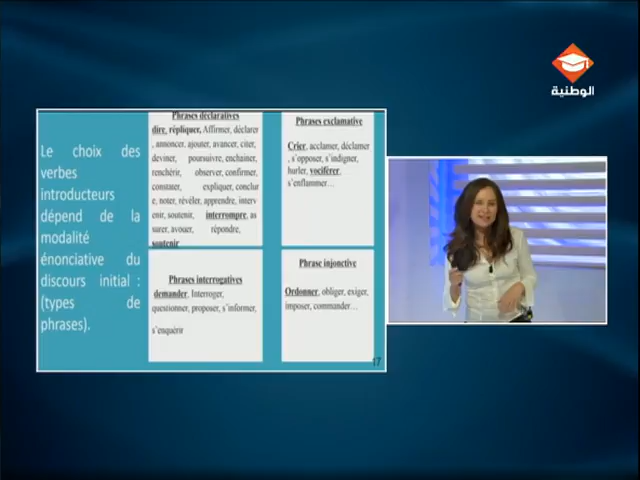 الوطنية
Le choix des
verbes
introducteurs
dépend de la
modalité
énonciative du
discours initial :
(types de
phrases).
Phrases déclaratives
dire, répliquer, Affirmer, déclarer
, annoncer, ajouter, avancer, citer,
deviner, poursuivre, enchainer,
renchérir, observer, confirmer,
constater, expliquer, conclur
e, noter, révéler, apprendre, interv
enir, soutenir, interrompre, as
surer, avouer, répondre,
soutenir
Phrases exclamative
Crier, acclamer, déclamer
, s'opposer, s'indigner,
hurler, vociférer,
s'enflammer…
Phrases interrogatives
demander, Interroger,
questionner, proposer, s'informer,
s'enquérir
Phrase injonctive
Ordonner, obliger, exiger,
imposer, commander…
17